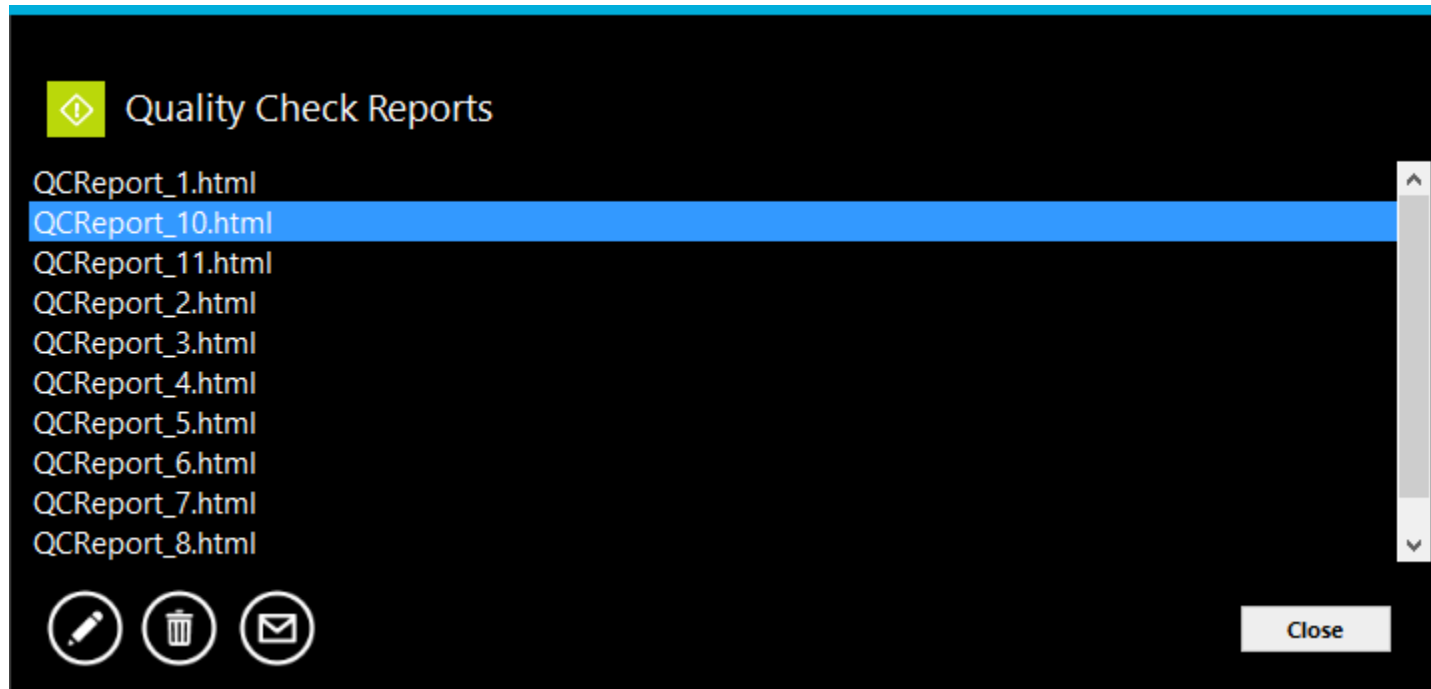 Quality Check Reports
QCReport_1.html
QCReport_10.html
QCReport_11.html
QCReport_2.html
QCReport_3.html
QCReport_4.html
QCReport_5.html
QCReport_6.html
QCReport_7.html
QCReport_8.html
Close